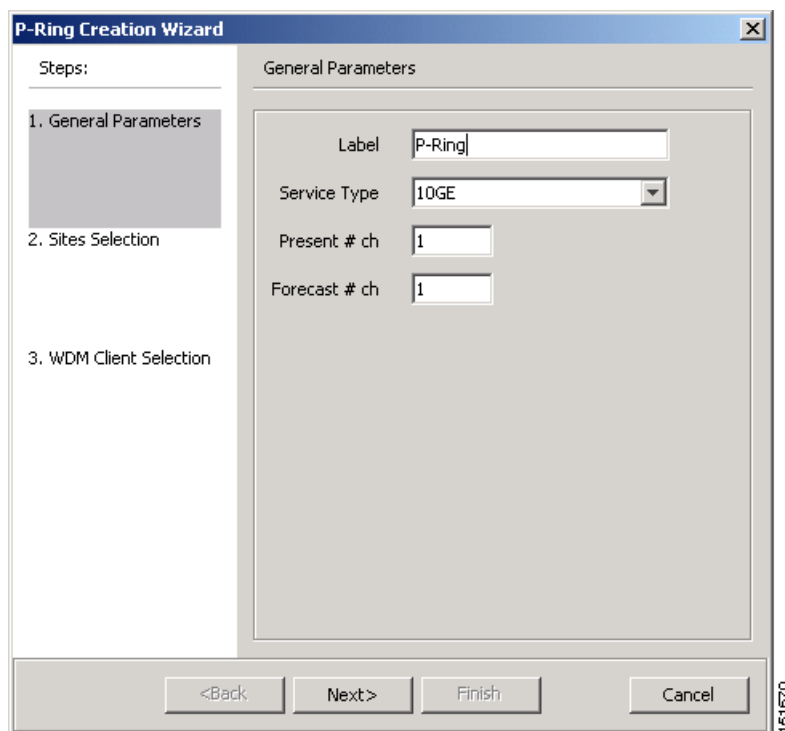 P-Ring Creation Wizard
Steps:
General Parameters
1. General Parameters
2. Sites Selection
3. WDM Client Selection
Label P-Ring
Service Type 10GE
Present # ch 1
Forecast # ch 1
<Back Next> Finish Cancel